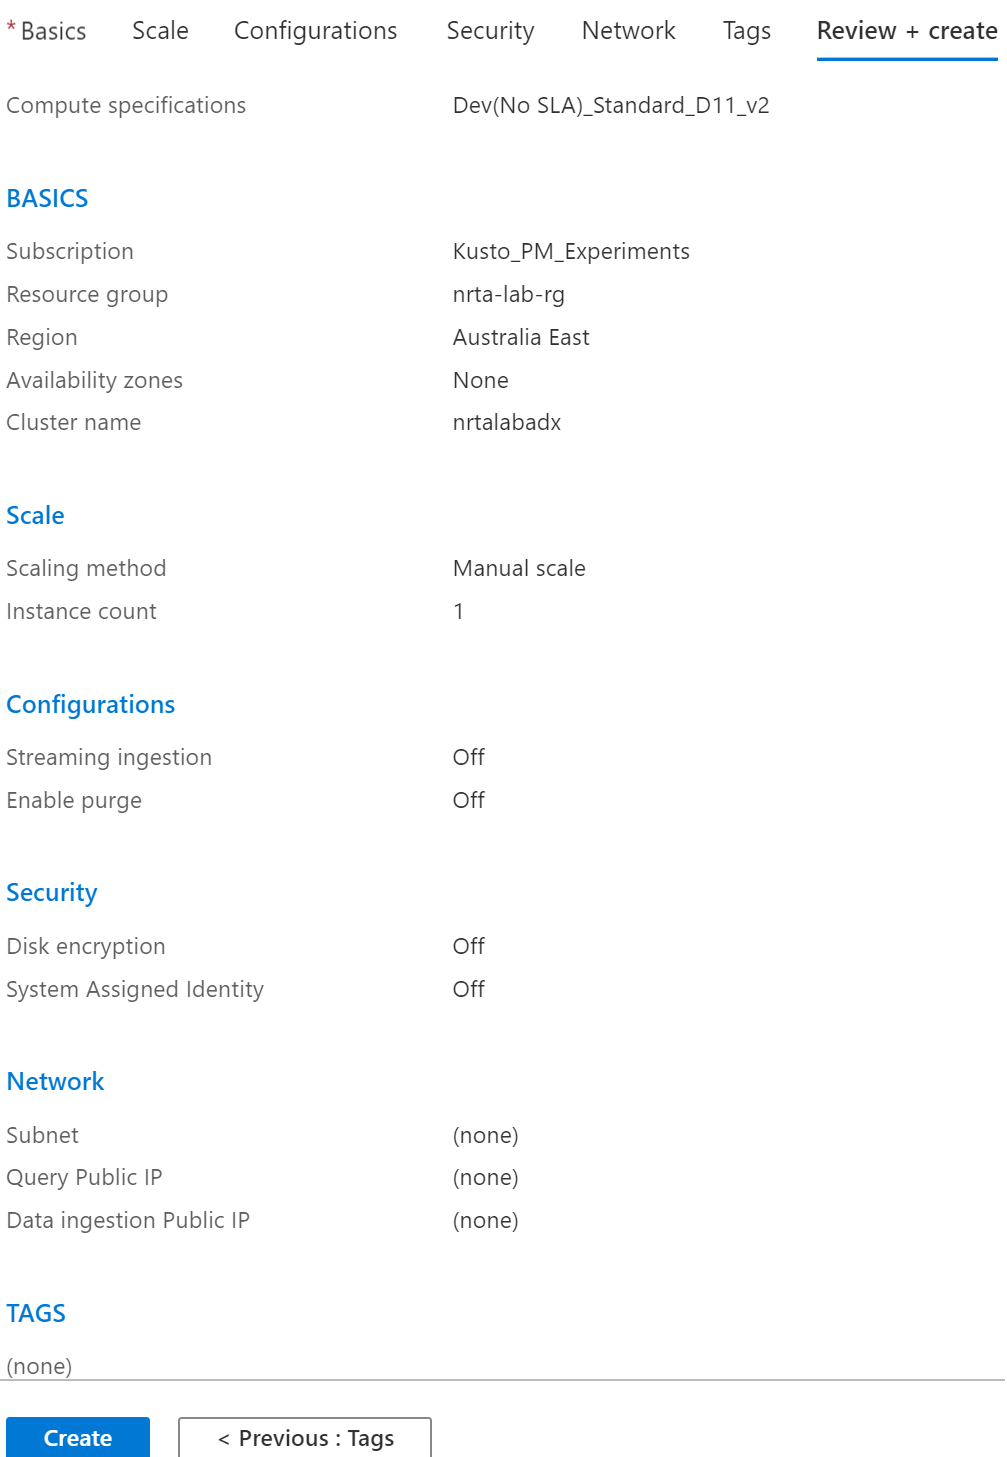 * Basics Scale Configurations Security Network Tags Review + create
Compute specifications Dev(No SLA)_Standard_D11_v2
BASICS
Subscription Kusto_PM_Experiments
Resource group nrta-lab-rg
Region Australia East
Availability zones None
Cluster name nrtalabadx
Scale
Scaling method Manual scale
Instance count 1
Configurations
Streaming ingestion Off
Enable purge Off
Security
Disk encryption Off
System Assigned Identity Off
Network
Subnet (none)
Query Public IP (none)
Data ingestion Public IP (none)
TAGS
(none)
Create < Previous : Tags